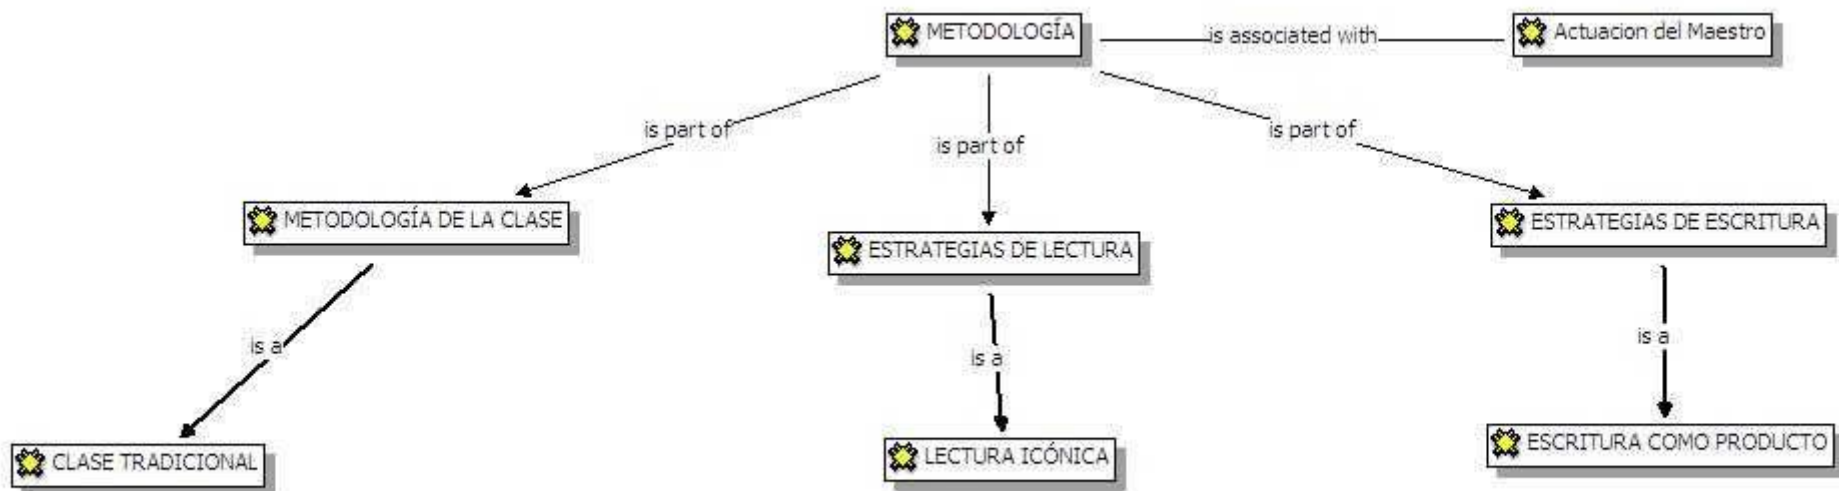 METODOLOGÍA
is associated with
Actuacion del Maestro
is part of
is part of
is part of
METODOLOGÍA DE LA CLASE
ESTRATEGIAS DE LECTURA
ESTRATEGIAS DE ESCRITURA
is a
is a
is a
CLASE TRADICIONAL
LECTURA ICÓNICA
ESCRITURA COMO PRODUCTO